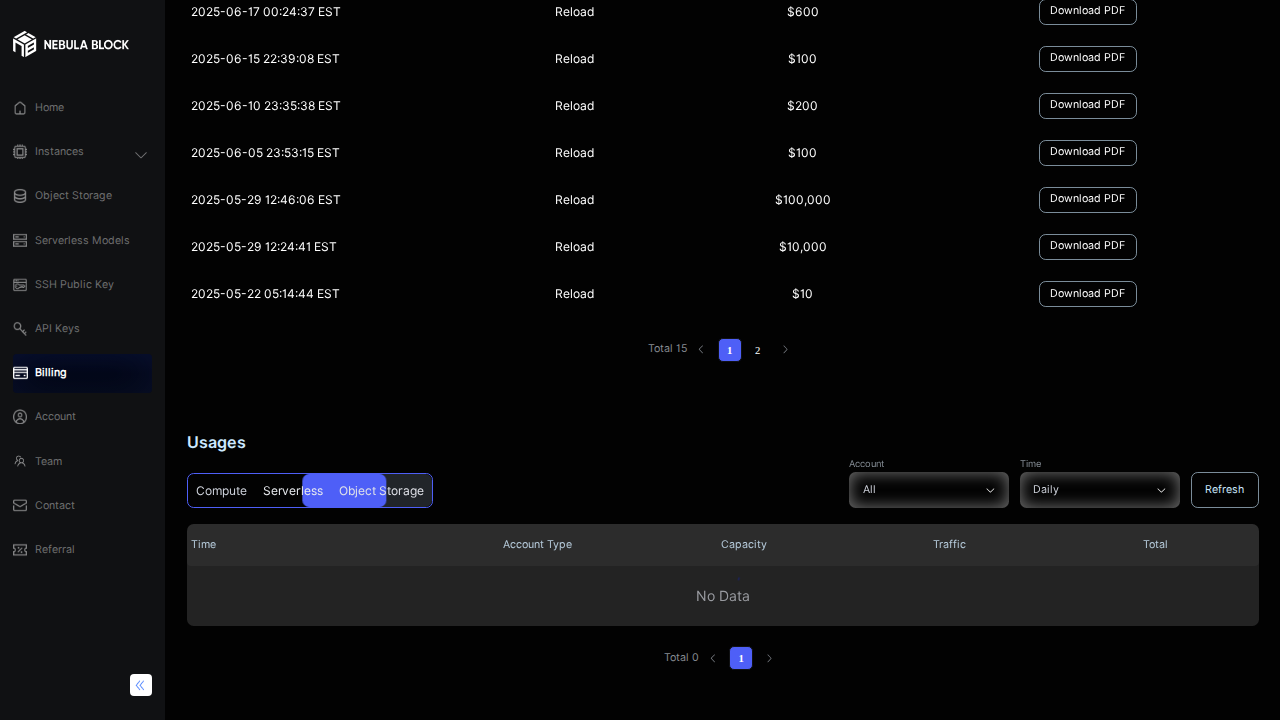 NEBULA BLOCK
Home
Instances
Object Storage
Serverless Models
SSH Public Key
API Keys
Billing
Account
Team
Contact
Referral
2025-06-17 00:24:37 EST Reload $600 Download PDF
2025-06-15 22:39:08 EST Reload $100 Download PDF
2025-06-10 23:35:38 EST Reload $200 Download PDF
2025-06-05 23:53:15 EST Reload $100 Download PDF
2025-05-29 12:46:06 EST Reload $100,000 Download PDF
2025-05-29 12:24:41 EST Reload $10,000 Download PDF
2025-05-22 05:14:44 EST Reload $10 Download PDF
Total 15 1 2
Usages
Account Time
Compute Serverless Object Storage All Daily Refresh
Time Account Type Capacity Traffic Total
No Data
Total 0 1